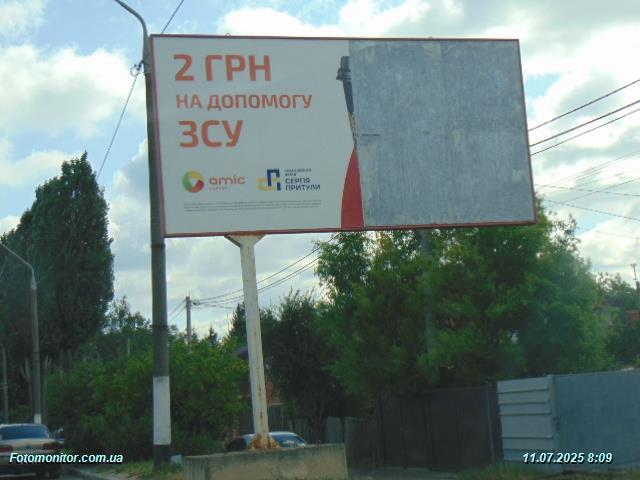 2 ГРН
НА ДОПОМОГУ
ЗСУ
amic
СЕРГІЯ
ПРИТУЛИ
Fotomonitor.com.ua
11.07.2025 8:09